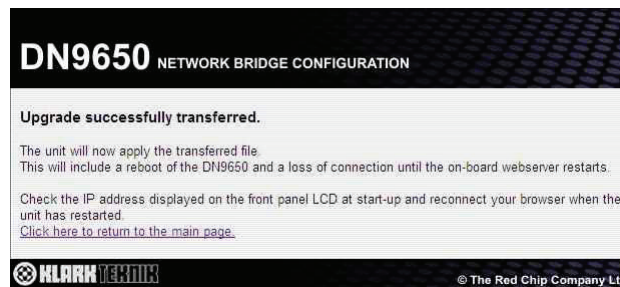 DN9650 NETWORK BRIDGE CONFIGURATION
Upgrade successfully transferred.
The unit will now apply the transferred file.
This will include a reboot of the DN9650 and a loss of connection until the on-board webserver restarts.
Check the IP address displayed on the front panel LCD at start-up and reconnect your browser when the
unit has restarted.
Click here to return to the main page.
KLARK TEKNIK
© The Red Chip Company Lt